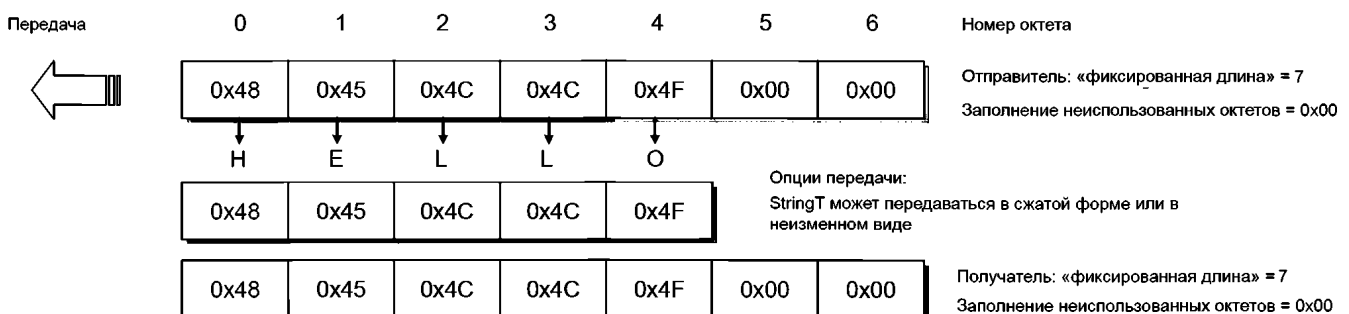 Передача 0 1 2 3 4 5 6 Номер октета
0x48 0x45 0x4C 0x4C 0x4F 0x00 0x00
Отправитель: «фиксированная длина» = 7
Заполнение неиспользованных октетов = 0x00
H E L L O
Опции передачи:
StringT может передаваться в сжатой форме или в
неизменном виде
0x48 0x45 0x4C 0x4C 0x4F
0x48 0x45 0x4C 0x4C 0x4F 0x00 0x00
Получатель: «фиксированная длина» = 7
Заполнение неиспользованных октетов = 0x00